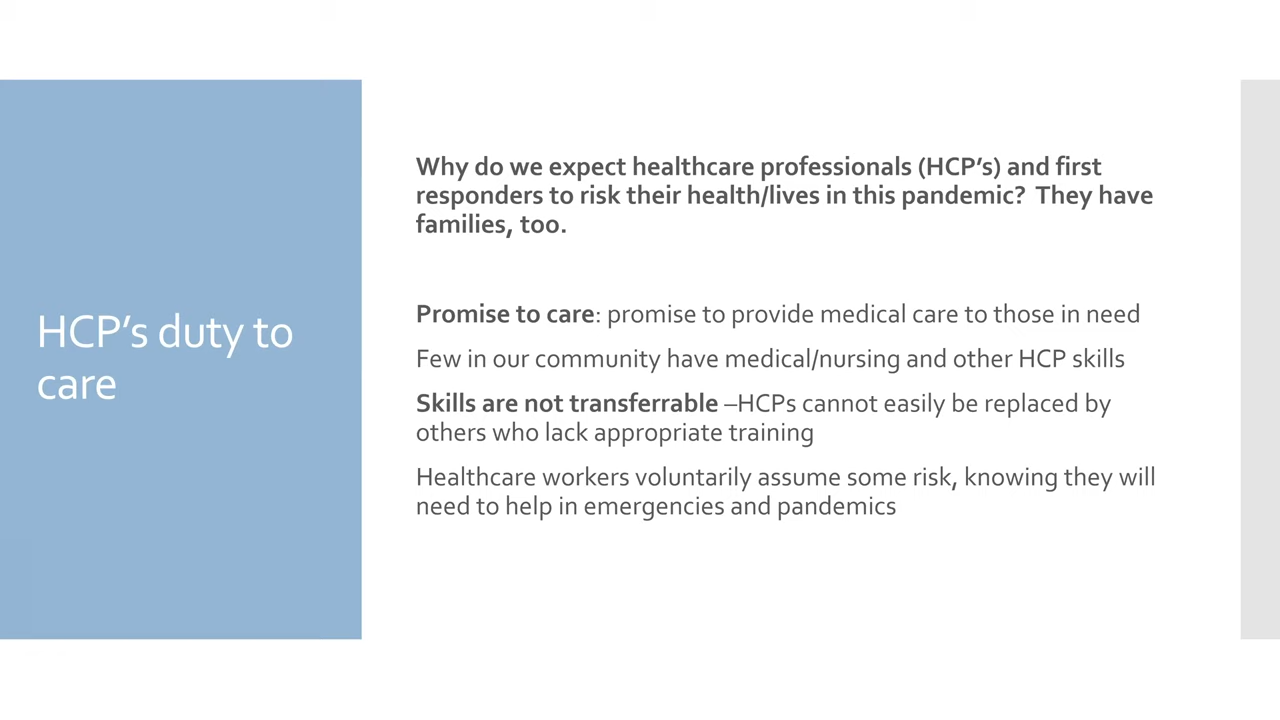 HCP’s duty to
care
Why do we expect healthcare professionals (HCP’s) and first
responders to risk their health/lives in this pandemic?  They have
families, too.
Promise to care: promise to provide medical care to those in need
Few in our community have medical/nursing and other HCP skills
Skills are not transferrable –HCPs cannot easily be replaced by
others who lack appropriate training
Healthcare workers voluntarily assume some risk, knowing they will
need to help in emergencies and pandemics